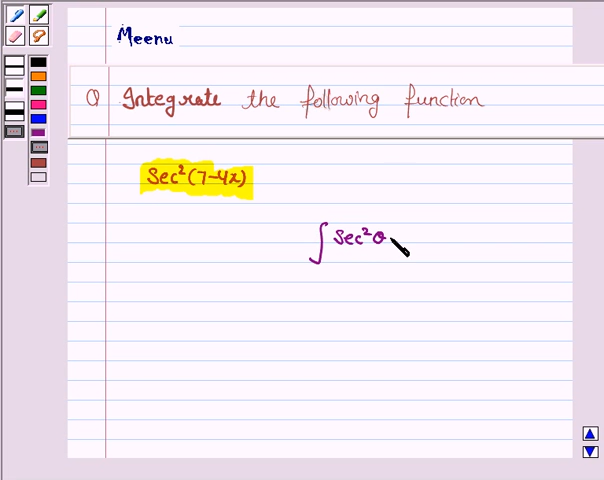 Meenu
Q Integrate the following function
Sec²(7-4x)
∫ Sec²θ